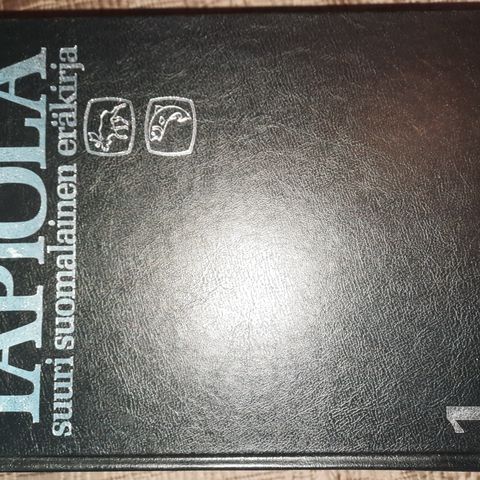 TAPIOLA
suuri suomalainen eräkirja
1